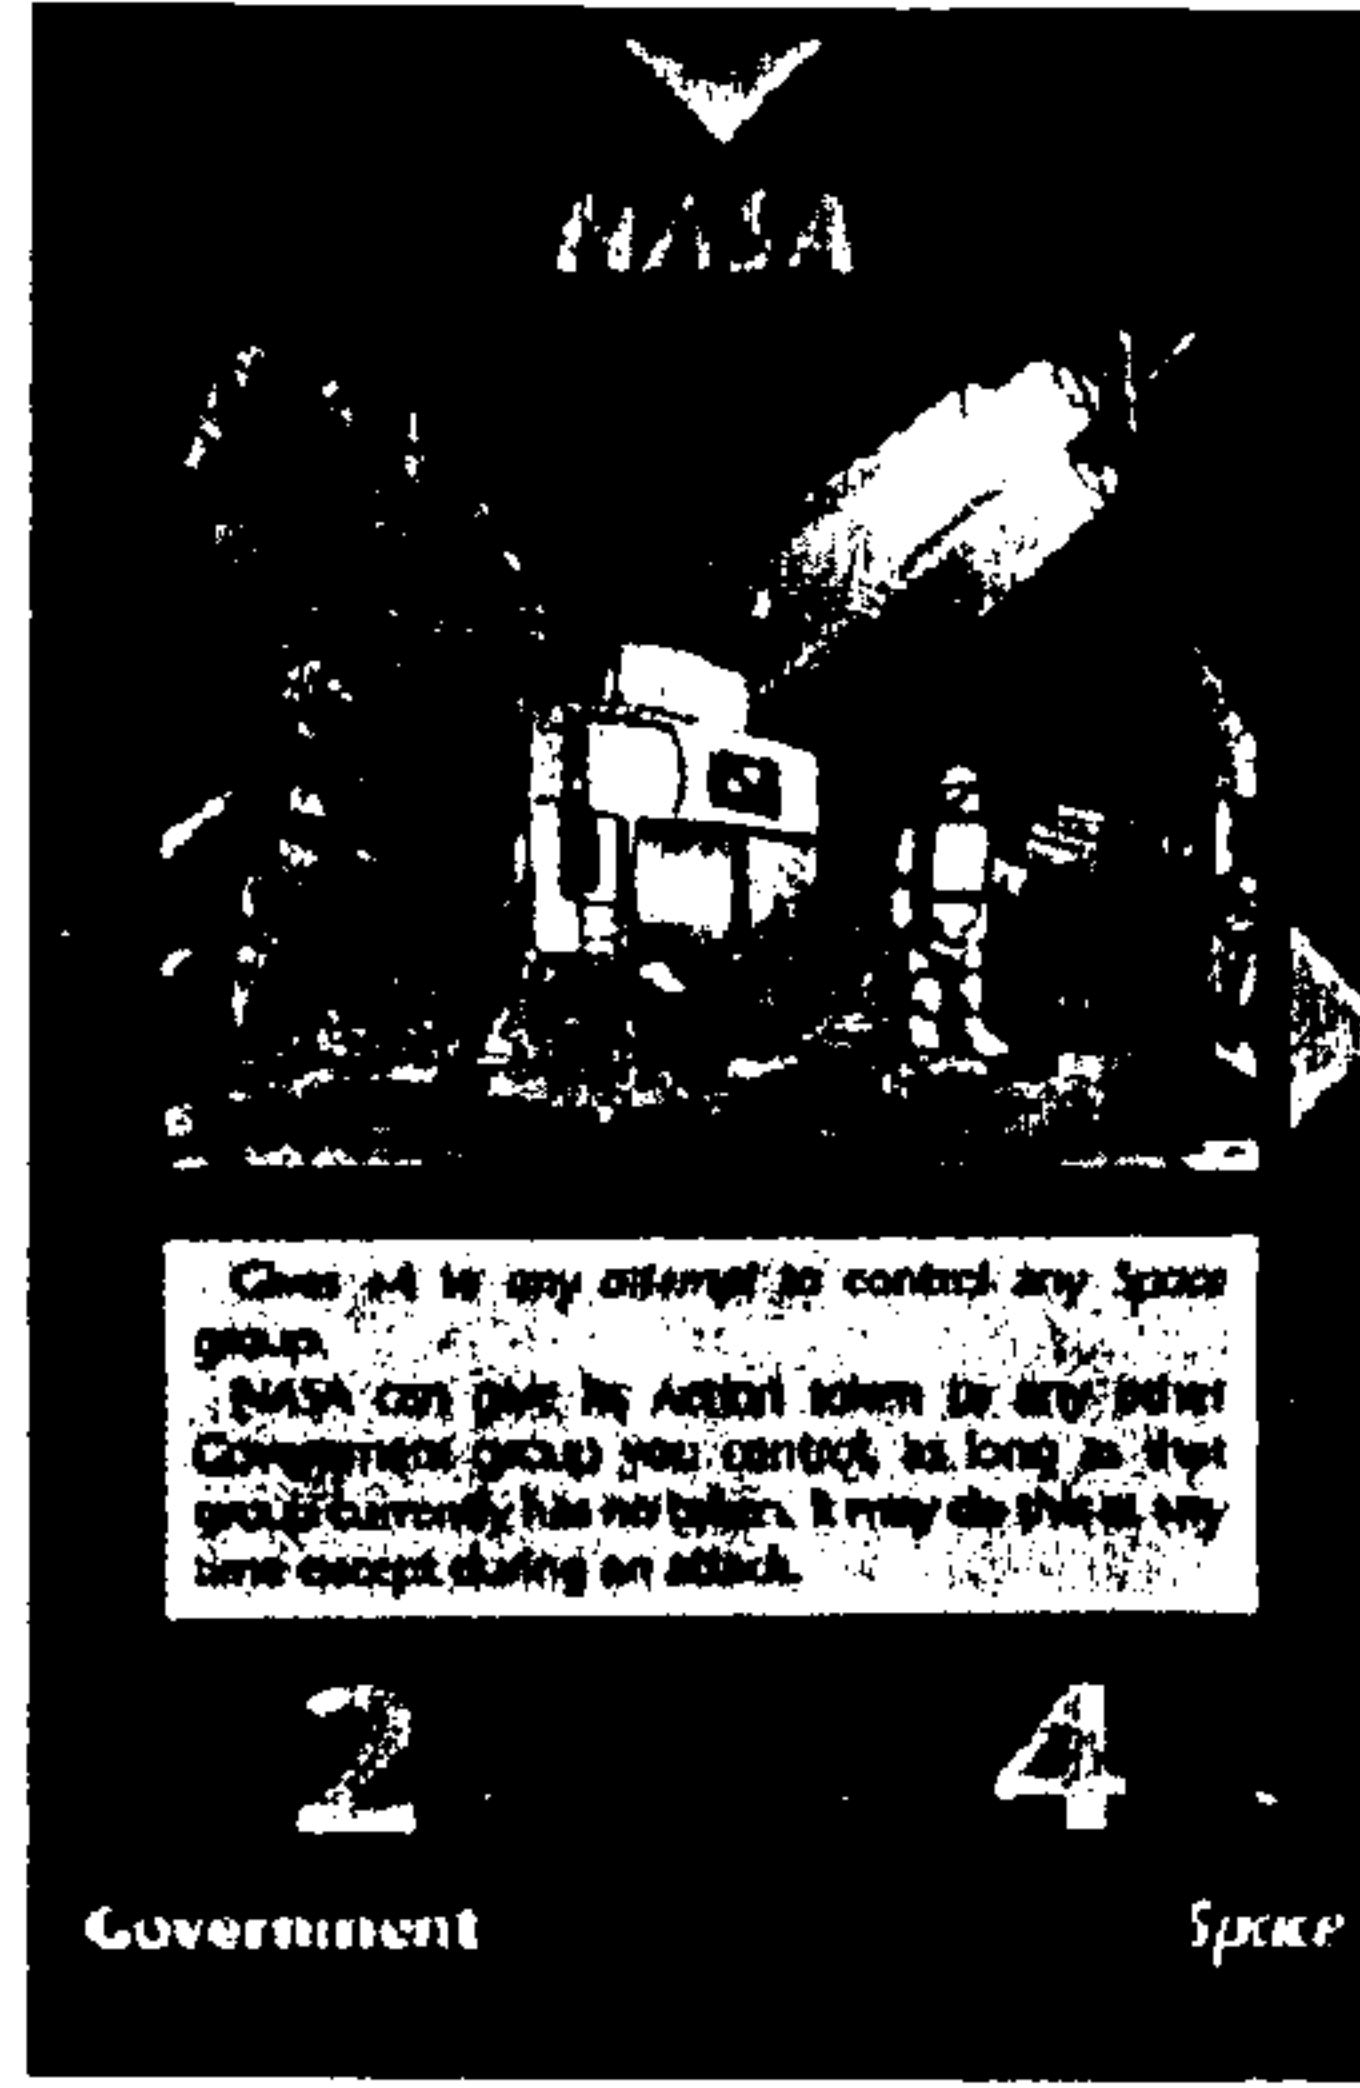 NASA
Gives +4 to any attempt to control any Space
group.
NASA can give its Action token to any other
Government group you control, as long as that
group currently has no token. It may do this at any
time except during an attack.
2 4
Government Space